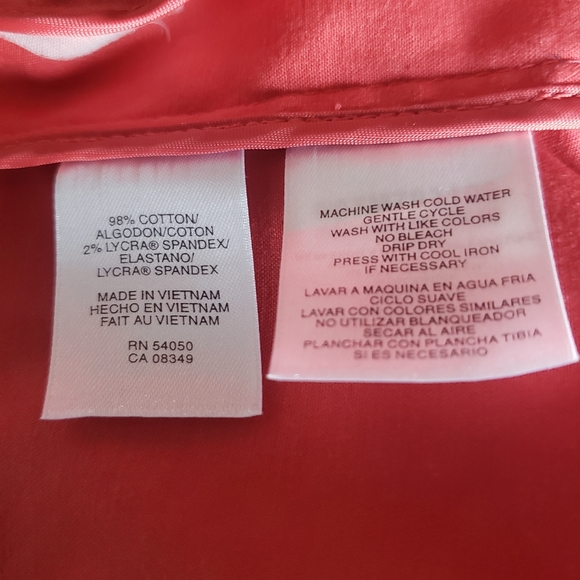 98% COTTON/
ALGODON/COTON
2% LYCRA® SPANDEX/
ELASTANO/
LYCRA® SPANDEX
MADE IN VIETNAM
HECHO EN VIETNAM
FAIT AU VIETNAM
RN 54050
CA 08349
MACHINE WASH COLD WATER
GENTLE CYCLE
WASH WITH LIKE COLORS
NO BLEACH
DRIP DRY
PRESS WITH COOL IRON
IF NECESSARY
LAVAR A MAQUINA EN AGUA FRIA
CICLO SUAVE
LAVAR CON COLORES SIMILARES
NO UTILIZAR BLANQUEADOR
SECAR AL AIRE
PLANCHAR CON PLANCHA TIBIA
SI ES NECESARIO